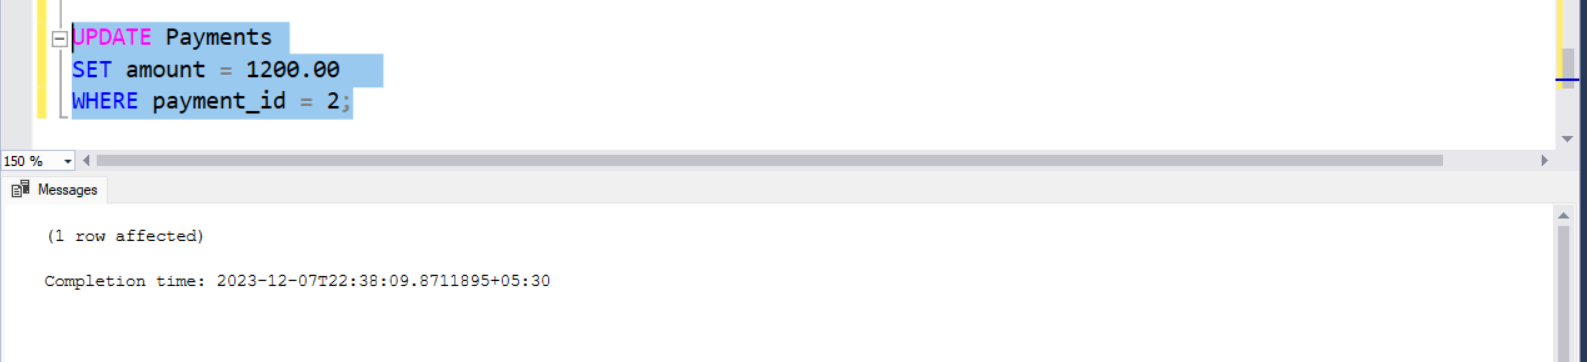 UPDATE Payments
SET amount = 1200.00
WHERE payment_id = 2;
150 %
Messages
(1 row affected)
Completion time: 2023-12-07T22:38:09.8711895+05:30